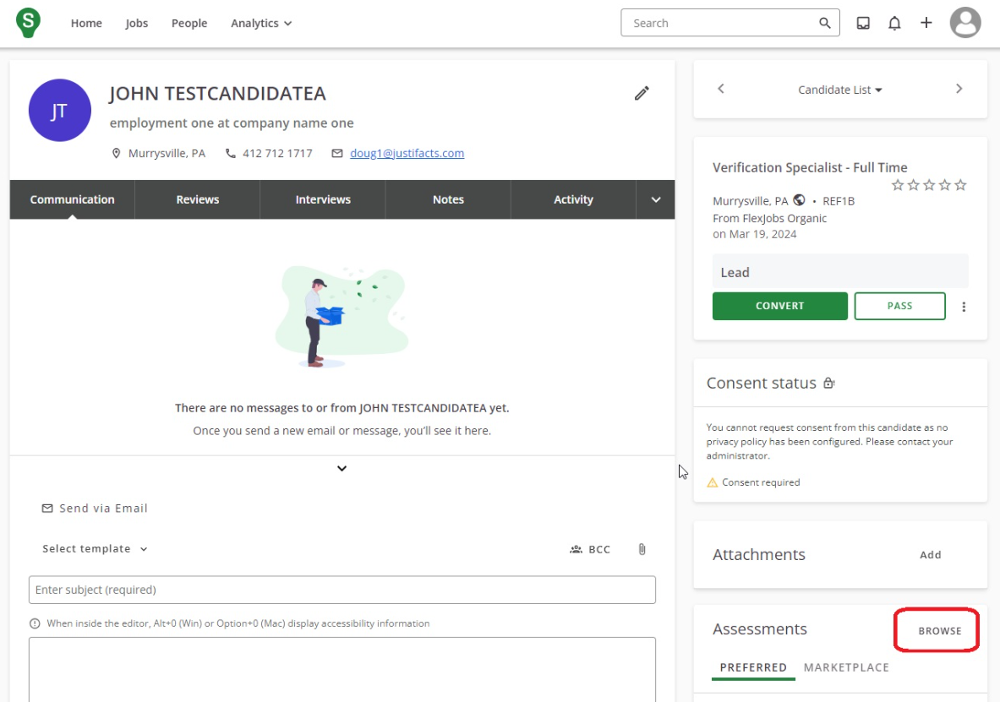 S
Home
Jobs
People
Analytics
Search
JT
JOHN TESTCANDIDATEA
employment one at company name one
Murrysville, PA
412 712 1717
doug1@justifacts.com
Communication
Reviews
Interviews
Notes
Activity
There are no messages to or from JOHN TESTCANDIDATEA yet.
Once you send a new email or message, you'll see it here.
Send via Email
Select template
BCC
Enter subject (required)
When inside the editor, Alt+0 (Win) or Option+0 (Mac) display accessibility information
Candidate List
Verification Specialist - Full Time
Murrysville, PA • REF1B
From FlexJobs Organic
on Mar 19, 2024
Lead
CONVERT
PASS
Consent status
You cannot request consent from this candidate as no
privacy policy has been configured. Please contact your
administrator.
Consent required
Attachments
Add
Assessments
BROWSE
PREFERRED
MARKETPLACE